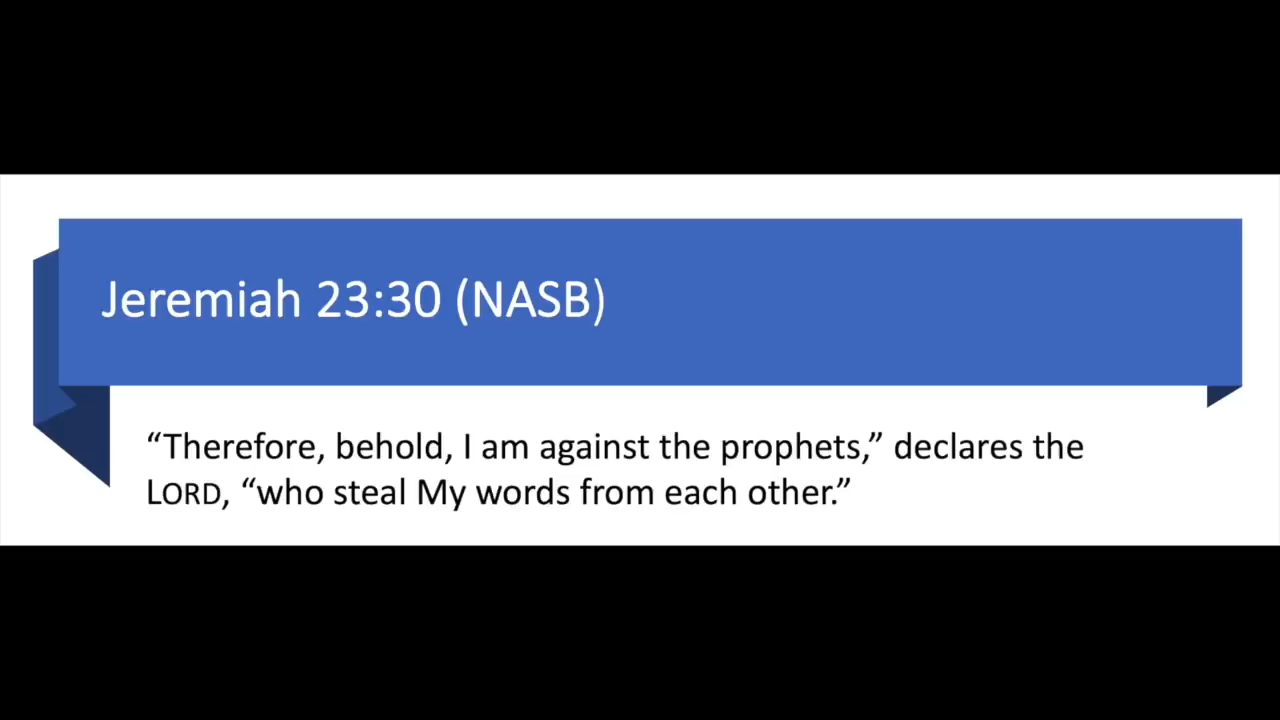 Jeremiah 23:30 (NASB)
“Therefore, behold, I am against the prophets,” declares the
LORD, “who steal My words from each other.”